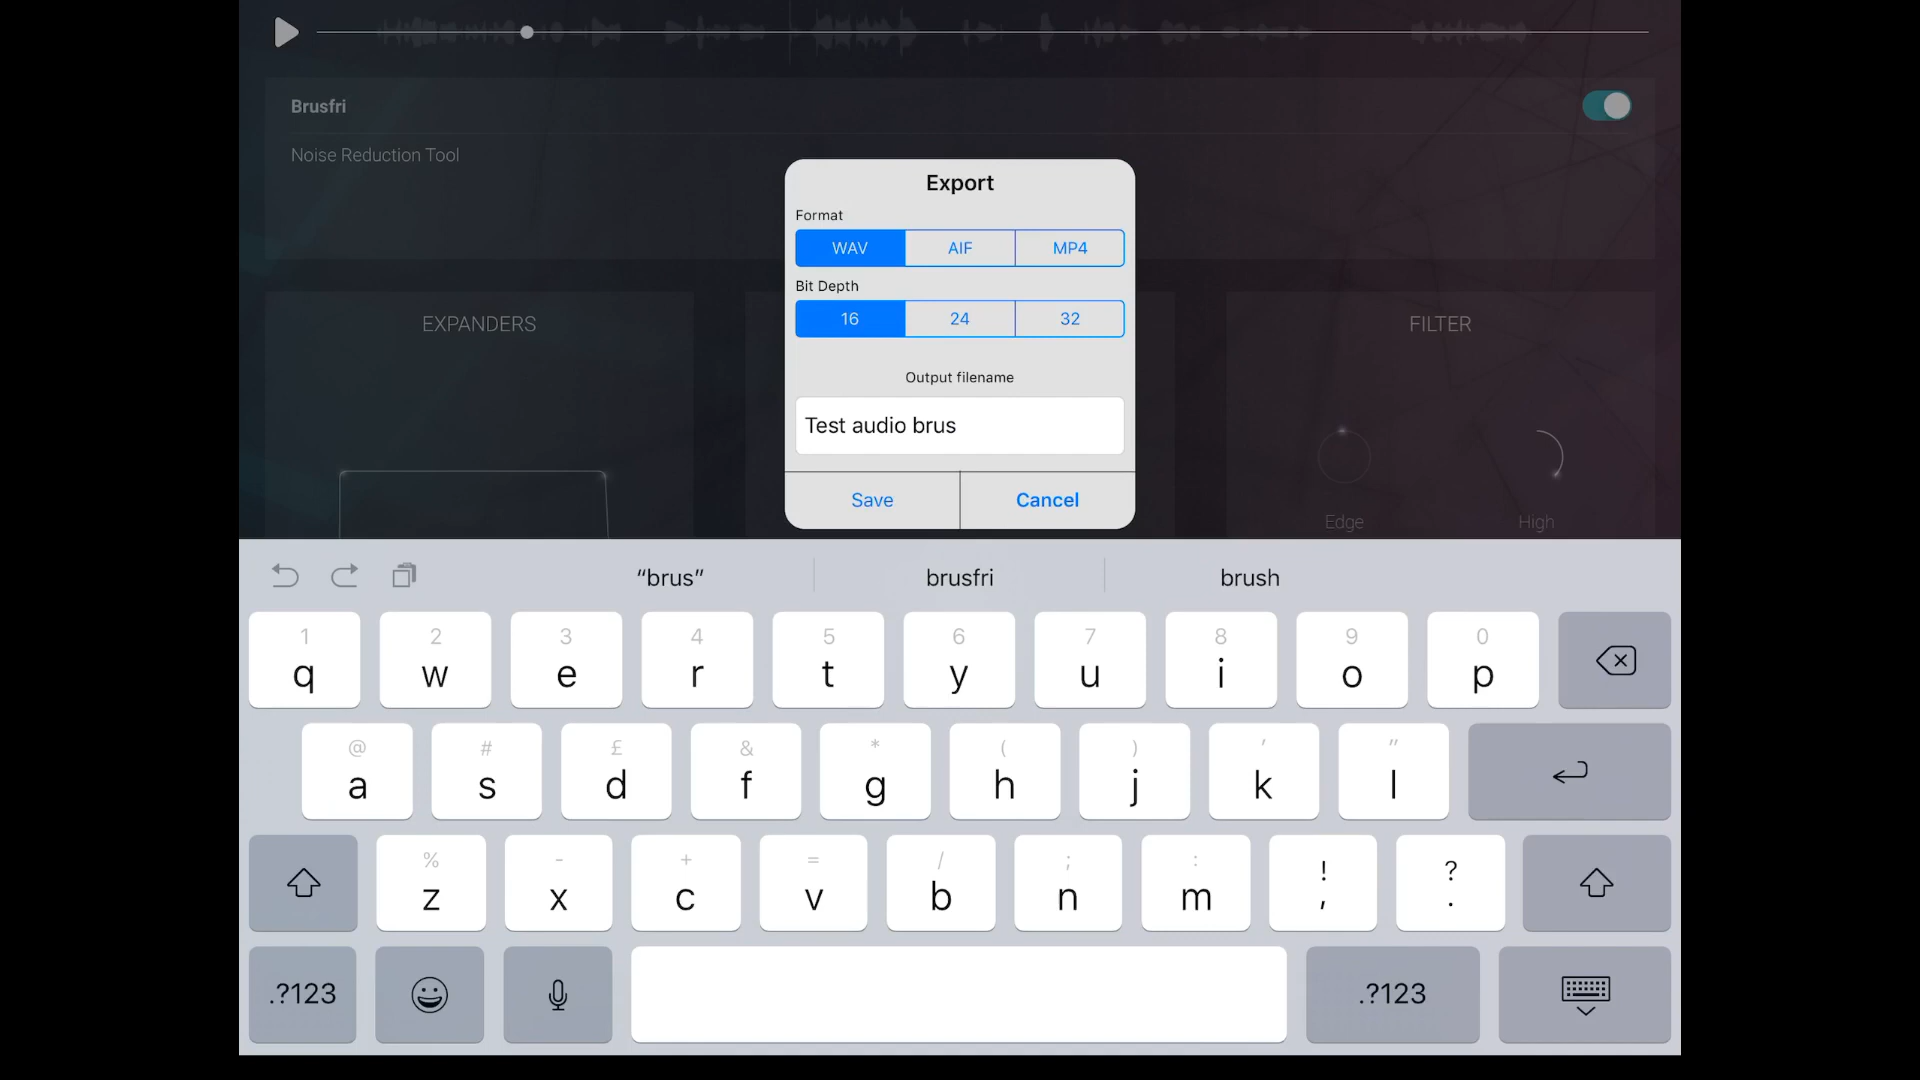 Brusfri
Noise Reduction Tool
Export
Format
WAV AIF MP4
Bit Depth
16 24 32
EXPANDERS
FILTER
Output filename
Test audio brus
Save Cancel
Edge High
“brus” brusfri brush
1 2 3 4 5 6 7 8 9 0
q w e r t y u i o p
@ # £ & * ( ) ' "
a s d f g h j k l
% - + = / ; : ! ?
z x c v b n m , .
.?123 .?123